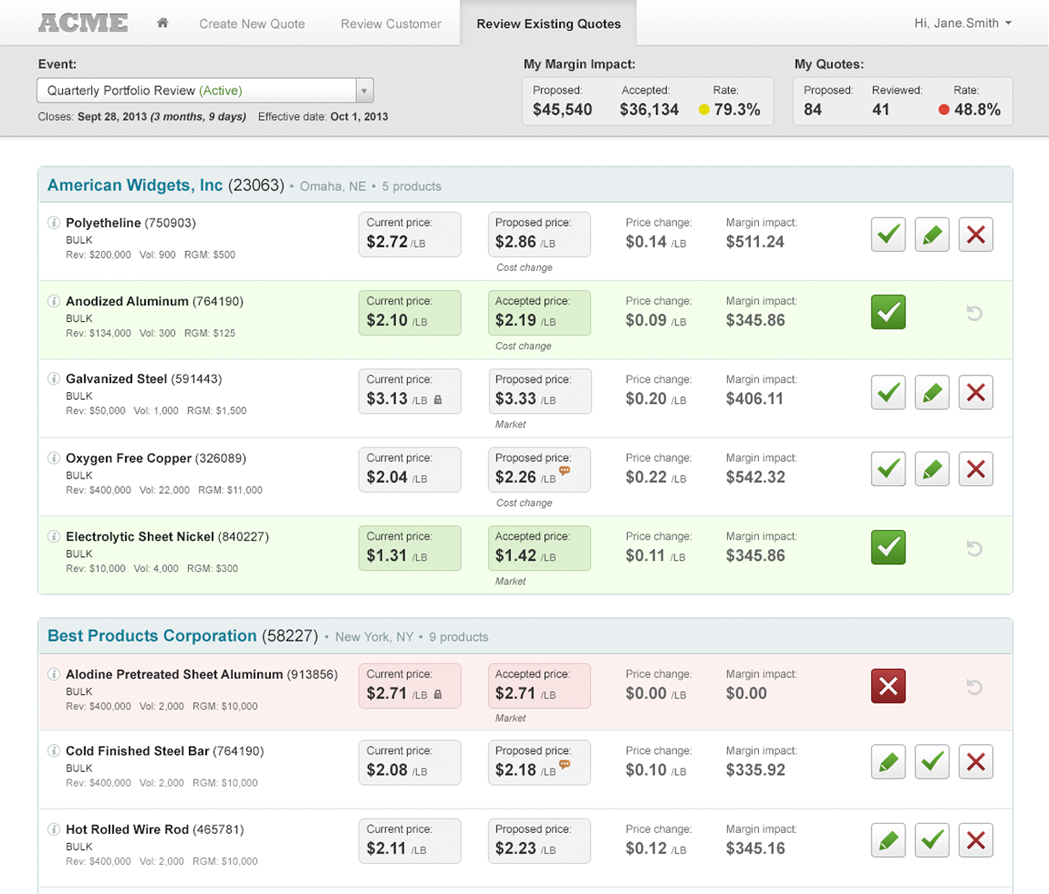 ACME
Create New Quote
Review Customer
Review Existing Quotes
Hi, Jane.Smith
Event:
Quarterly Portfolio Review (Active)
Closes: Sept 28, 2013 (3 months, 9 days) Effective date: Oct 1, 2013
My Margin Impact:
Proposed: Accepted: Rate:
$45,540 $36,134 79.3%
My Quotes:
Proposed: Reviewed: Rate:
84 41 48.8%
American Widgets, Inc (23063) • Omaha, NE • 5 products
Polyetheline (750903)
BULK
Rev: $200,000 Vol: 900 RGM: $500
Current price:
$2.72 /LB
Proposed price:
$2.86 /LB
Cost change
Price change:
$0.14 /LB
Margin impact:
$511.24
Anodized Aluminum (764190)
BULK
Rev: $134,000 Vol: 300 RGM: $125
Current price:
$2.10 /LB
Accepted price:
$2.19 /LB
Cost change
Price change:
$0.09 /LB
Margin impact:
$345.86
Galvanized Steel (591443)
BULK
Rev: $50,000 Vol: 1,000 RGM: $1,500
Current price:
$3.13 /LB
Proposed price:
$3.33 /LB
Market
Price change:
$0.20 /LB
Margin impact:
$406.11
Oxygen Free Copper (326089)
BULK
Rev: $400,000 Vol: 22,000 RGM: $11,000
Current price:
$2.04 /LB
Proposed price:
$2.26 /LB
Cost change
Price change:
$0.22 /LB
Margin impact:
$542.32
Electrolytic Sheet Nickel (840227)
BULK
Rev: $10,000 Vol: 4,000 RGM: $300
Current price:
$1.31 /LB
Accepted price:
$1.42 /LB
Market
Price change:
$0.11 /LB
Margin impact:
$345.86
Best Products Corporation (58227) • New York, NY • 9 products
Alodine Pretreated Sheet Aluminum (913856)
BULK
Rev: $400,000 Vol: 2,000 RGM: $10,000
Current price:
$2.71 /LB
Accepted price:
$2.71 /LB
Market
Price change:
$0.00 /LB
Margin impact:
$0.00
Cold Finished Steel Bar (764190)
BULK
Rev: $400,000 Vol: 2,000 RGM: $10,000
Current price:
$2.08 /LB
Proposed price:
$2.18 /LB
Price change:
$0.10 /LB
Margin impact:
$335.92
Hot Rolled Wire Rod (465781)
BULK
Rev: $400,000 Vol: 2,000 RGM: $10,000
Current price:
$2.11 /LB
Proposed price:
$2.23 /LB
Price change:
$0.12 /LB
Margin impact:
$345.16